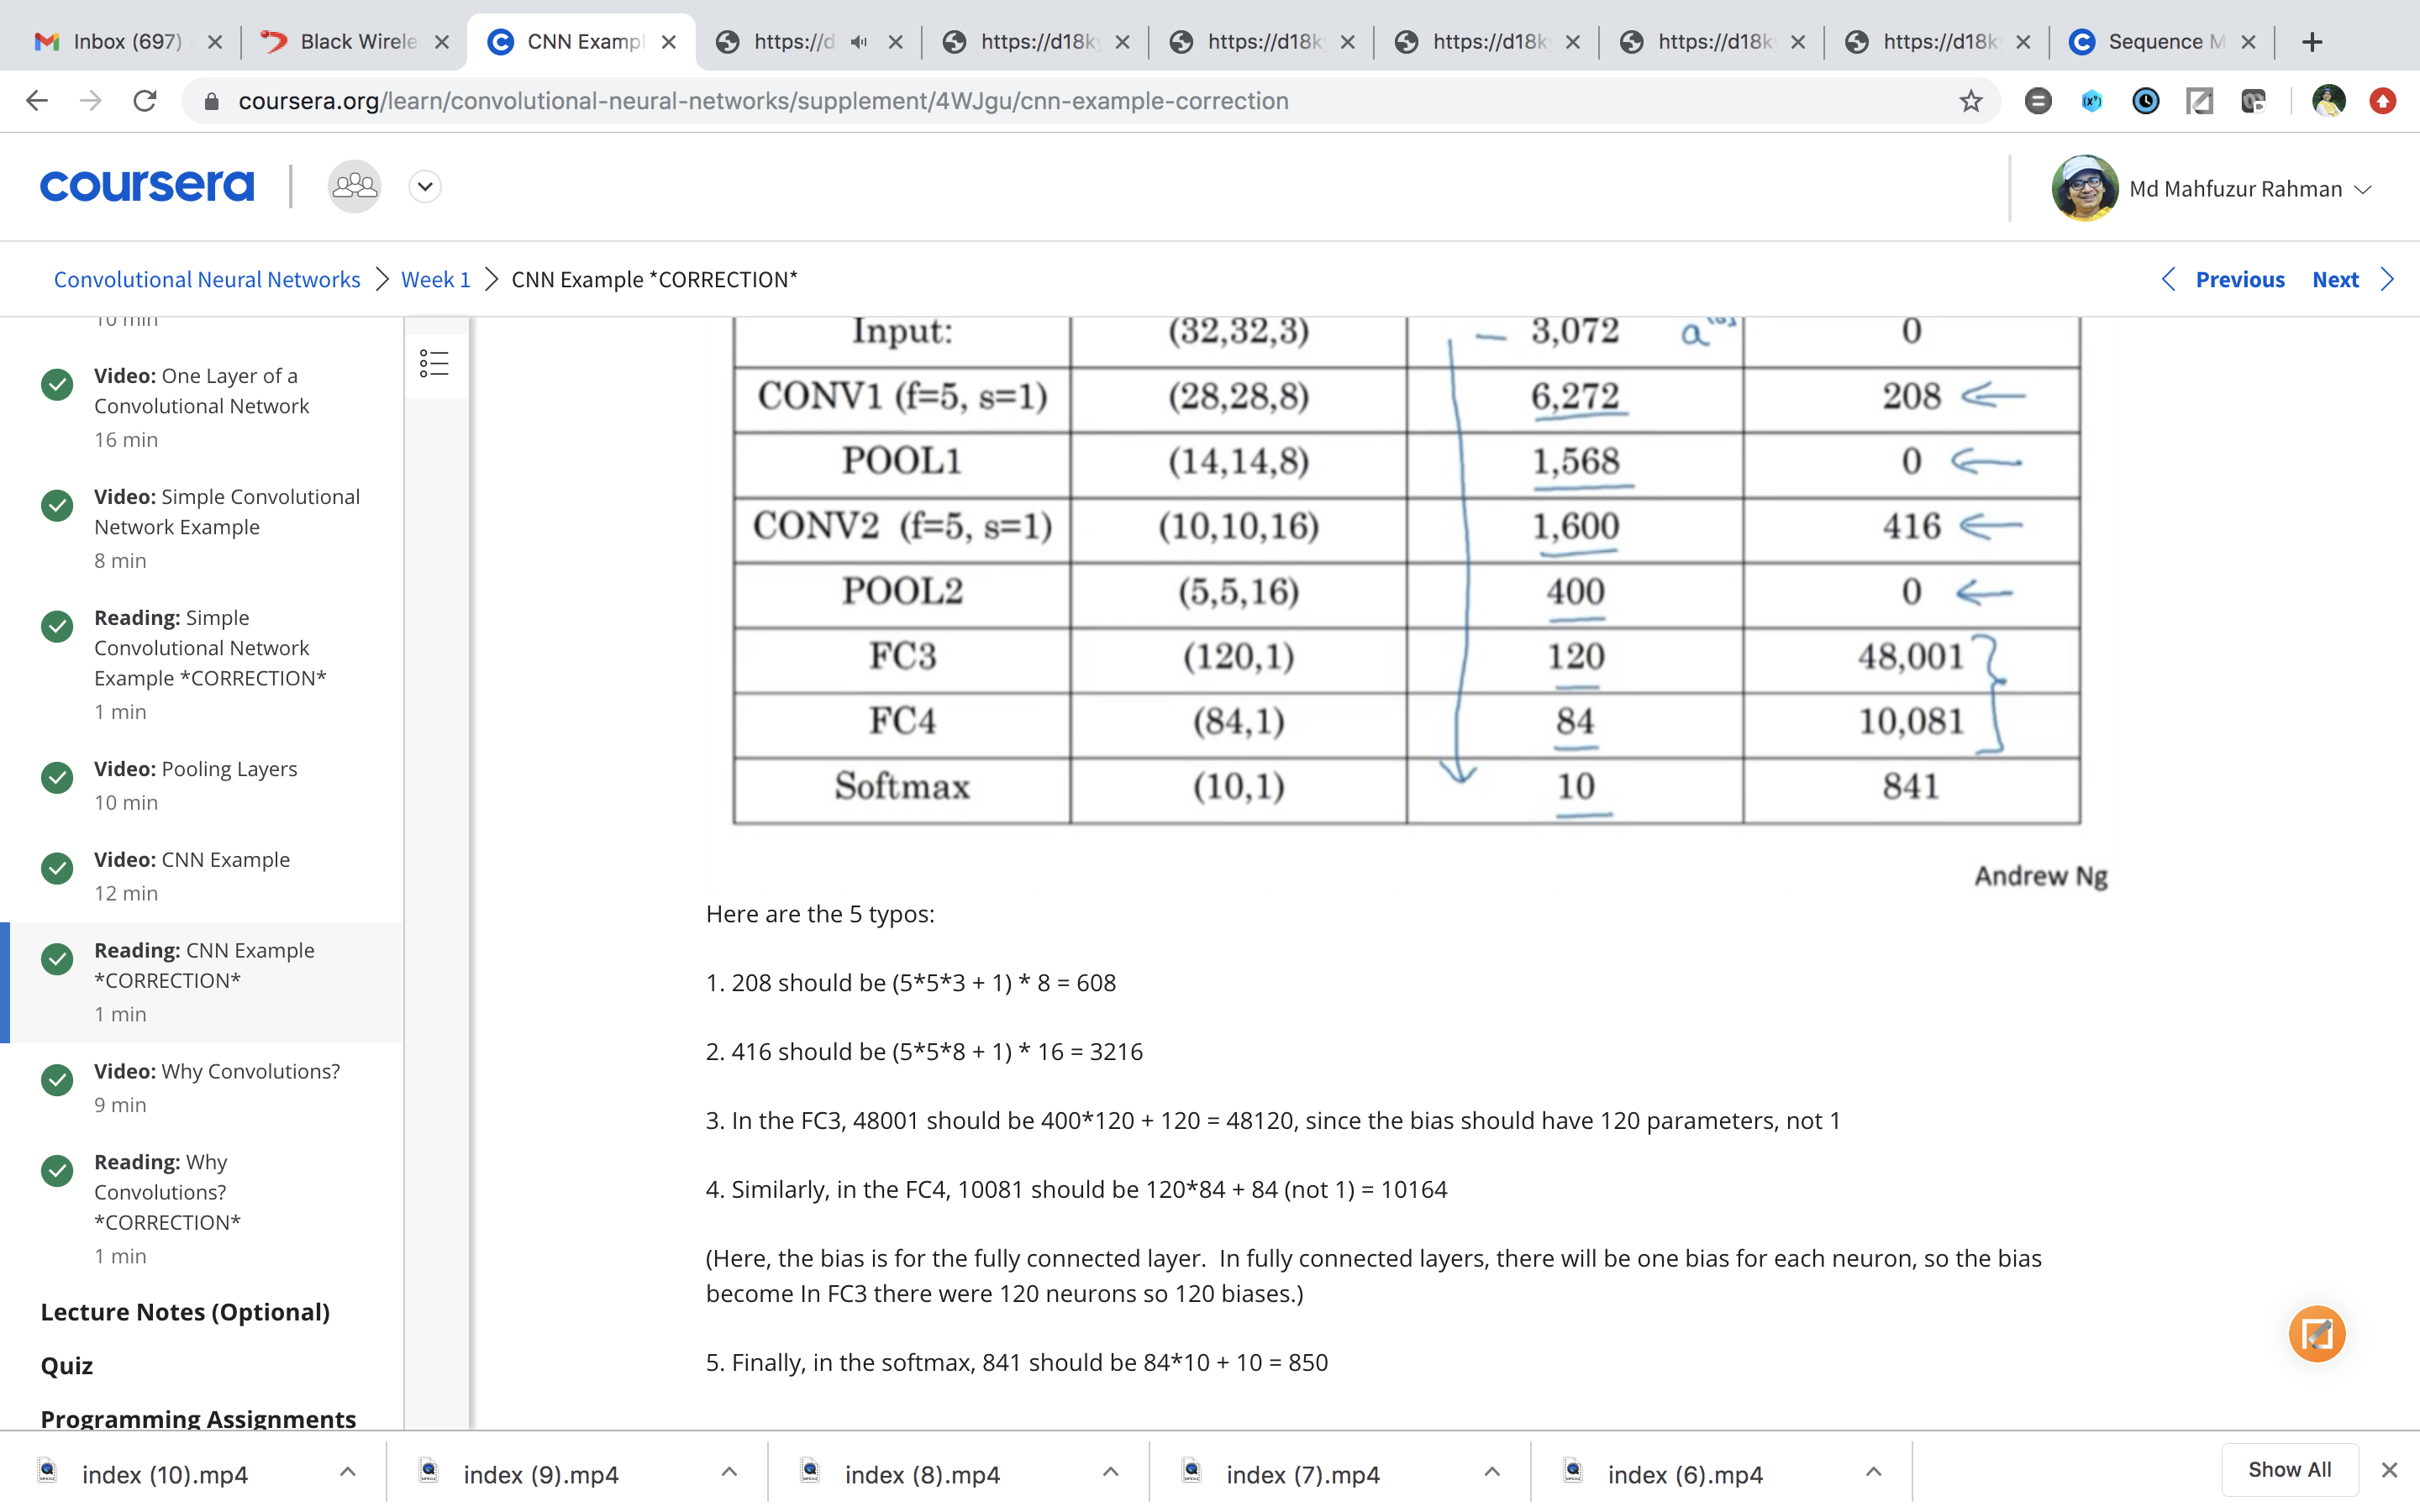 Inbox (697)
Black Wirele
CNN Exampl
https://d
https://d18k
https://d18k
https://d18k
https://d18k
https://d18k
Sequence M
coursera.org/learn/convolutional-neural-networks/supplement/4WJgu/cnn-example-correction
coursera
Md Mahfuzur Rahman
Convolutional Neural Networks > Week 1 > CNN Example *CORRECTION*
Previous Next
10 min
Video: One Layer of a
Convolutional Network
16 min
Video: Simple Convolutional
Network Example
8 min
Reading: Simple
Convolutional Network
Example *CORRECTION*
1 min
Video: Pooling Layers
10 min
Video: CNN Example
12 min
Reading: CNN Example
*CORRECTION*
1 min
Video: Why Convolutions?
9 min
Reading: Why
Convolutions?
*CORRECTION*
1 min
Lecture Notes (Optional)
Quiz
Programming Assignments
Input: (32,32,3) – 3,072 a[0] 0
CONV1 (f=5, s=1) (28,28,8) 6,272 208
POOL1 (14,14,8) 1,568 0
CONV2 (f=5, s=1) (10,10,16) 1,600 416
POOL2 (5,5,16) 400 0
FC3 (120,1) 120 48,001
FC4 (84,1) 84 10,081
Softmax (10,1) 10 841
Andrew Ng
Here are the 5 typos:
1. 208 should be (5*5*3 + 1) * 8 = 608
2. 416 should be (5*5*8 + 1) * 16 = 3216
3. In the FC3, 48001 should be 400*120 + 120 = 48120, since the bias should have 120 parameters, not 1
4. Similarly, in the FC4, 10081 should be 120*84 + 84 (not 1) = 10164
(Here, the bias is for the fully connected layer. In fully connected layers, there will be one bias for each neuron, so the bias
become In FC3 there were 120 neurons so 120 biases.)
5. Finally, in the softmax, 841 should be 84*10 + 10 = 850
index (10).mp4
index (9).mp4
index (8).mp4
index (7).mp4
index (6).mp4
Show All